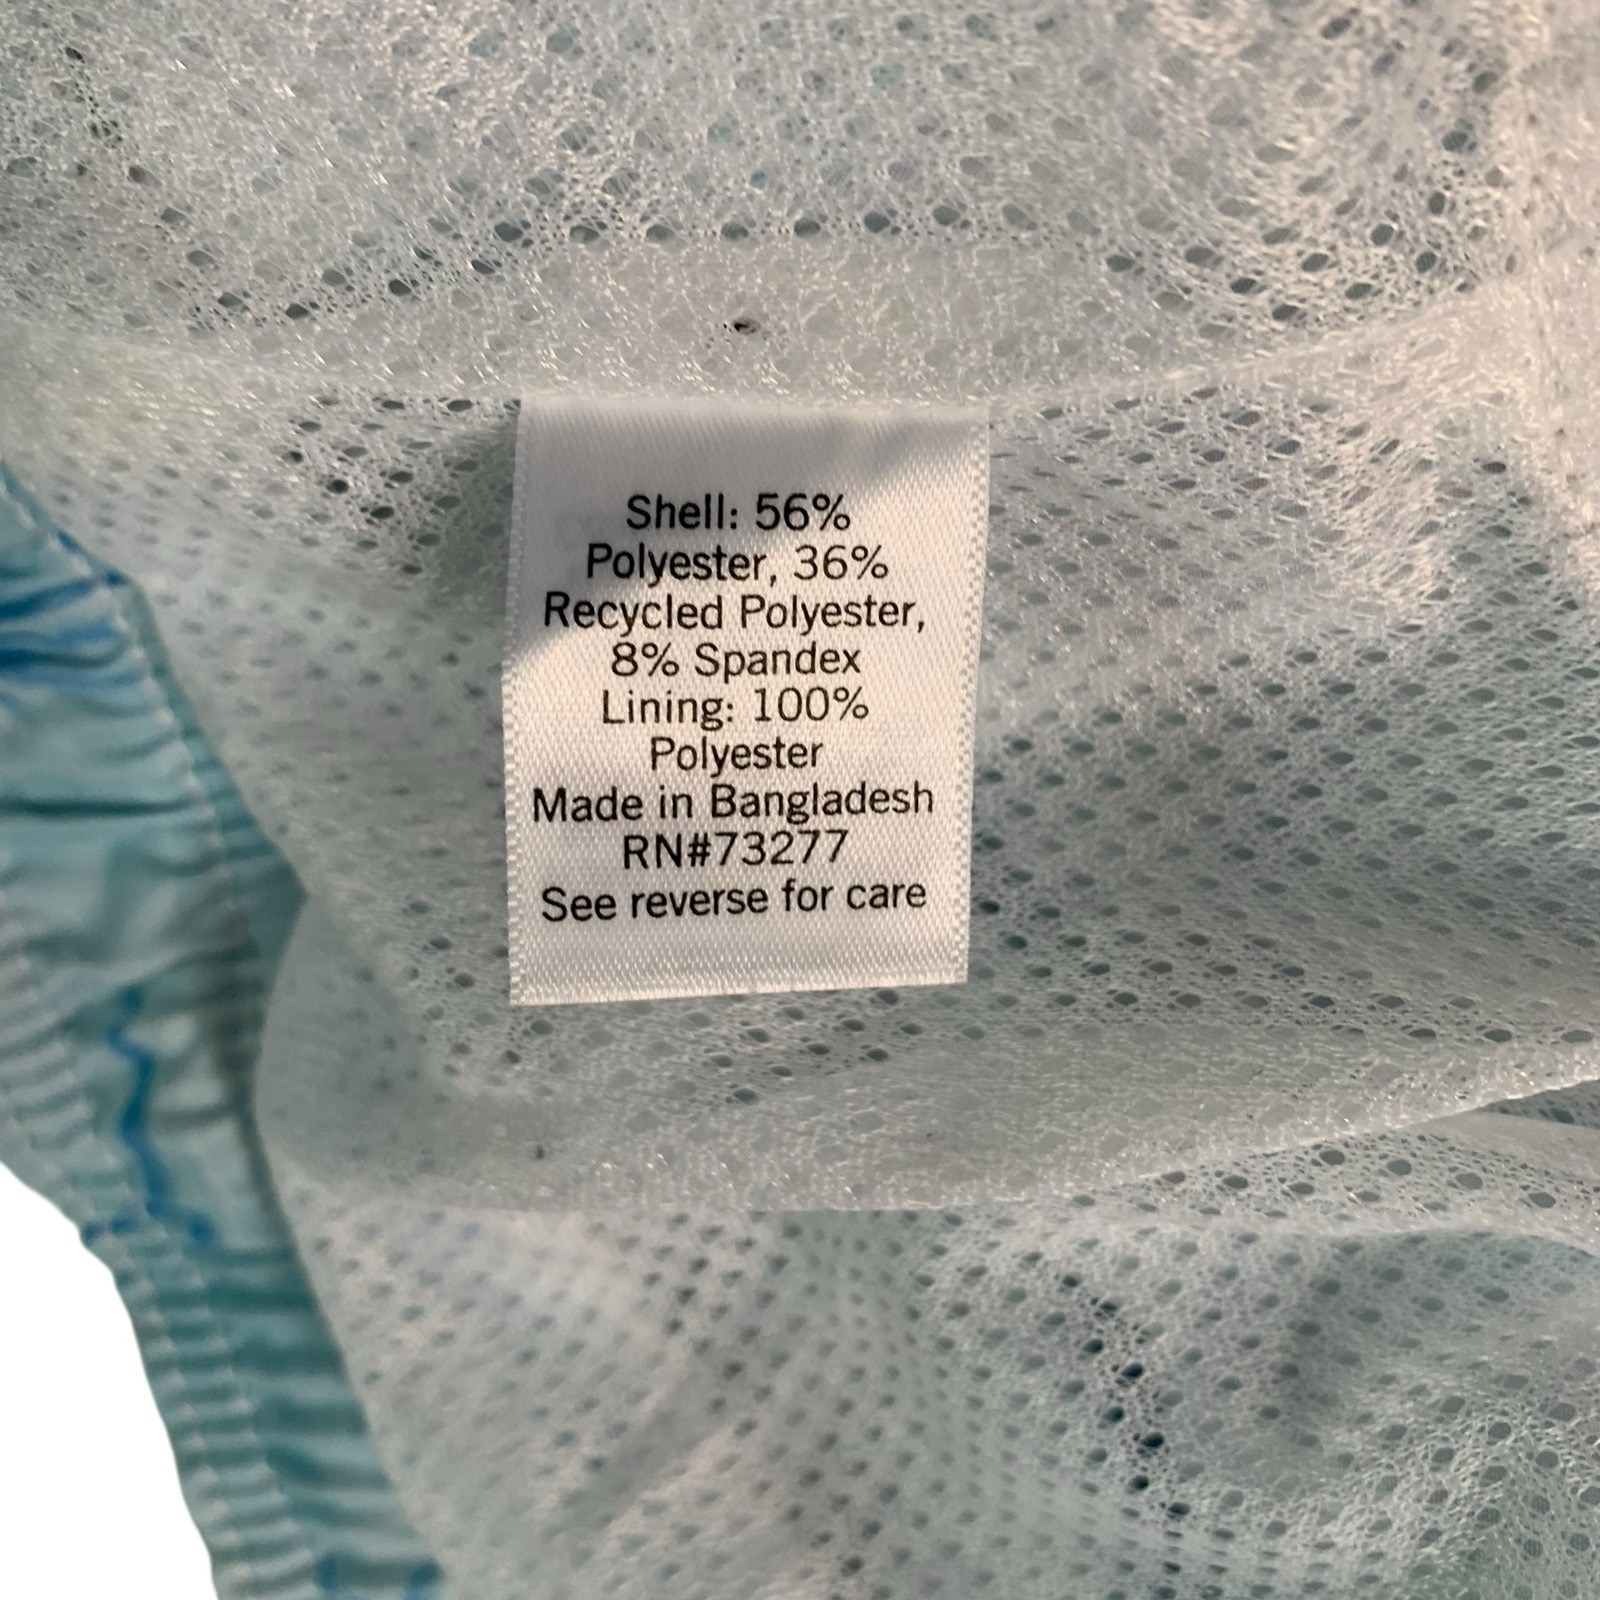 Shell: 56%
Polyester, 36%
Recycled Polyester,
8% Spandex
Lining: 100%
Polyester
Made in Bangladesh
RN#73277
See reverse for care